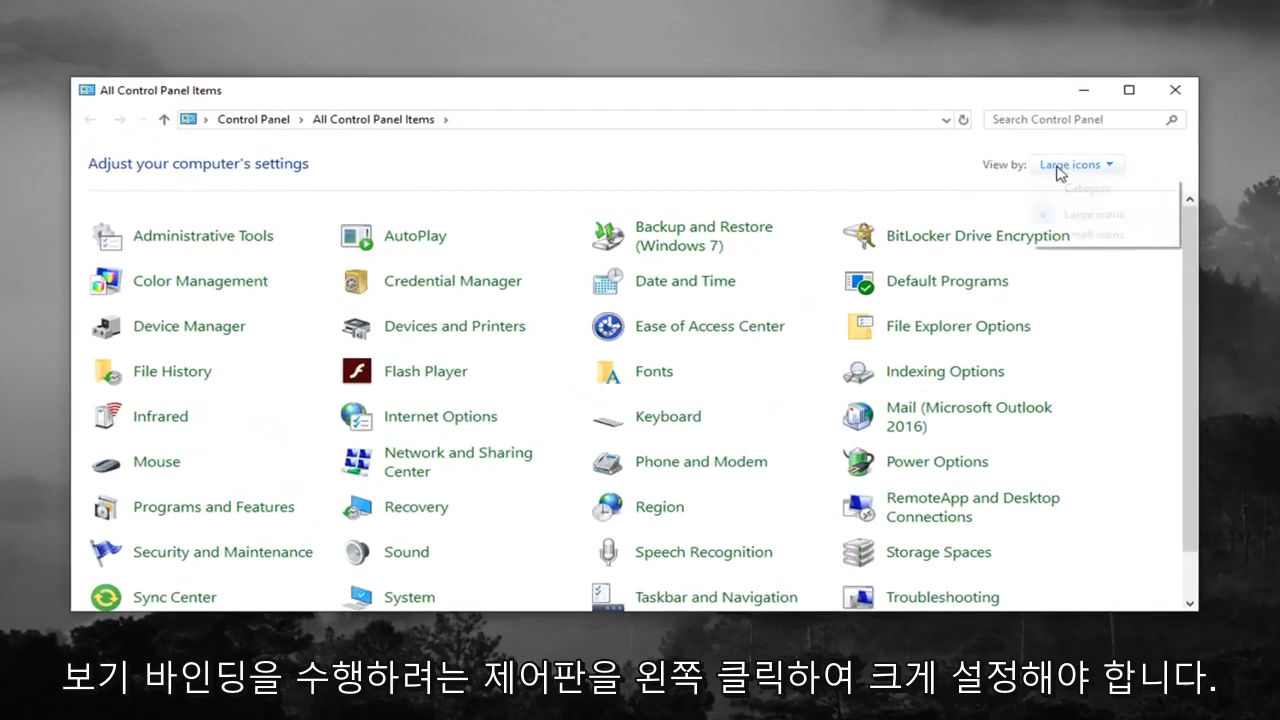 All Control Panel Items
Control Panel > All Control Panel Items >
Search Control Panel
Adjust your computer's settings
View by: Large icons
Category
Large icons
Small icons
Administrative Tools
AutoPlay
Backup and Restore
(Windows 7)
BitLocker Drive Encryption
Color Management
Credential Manager
Date and Time
Default Programs
Device Manager
Devices and Printers
Ease of Access Center
File Explorer Options
File History
Flash Player
Fonts
Indexing Options
Infrared
Internet Options
Keyboard
Mail (Microsoft Outlook
2016)
Mouse
Network and Sharing
Center
Phone and Modem
Power Options
Programs and Features
Recovery
Region
RemoteApp and Desktop
Connections
Security and Maintenance
Sound
Speech Recognition
Storage Spaces
Sync Center
System
Taskbar and Navigation
Troubleshooting
보기 바인딩을 수행하려는 제어판을 왼쪽 클릭하여 크게 설정해야 합니다.